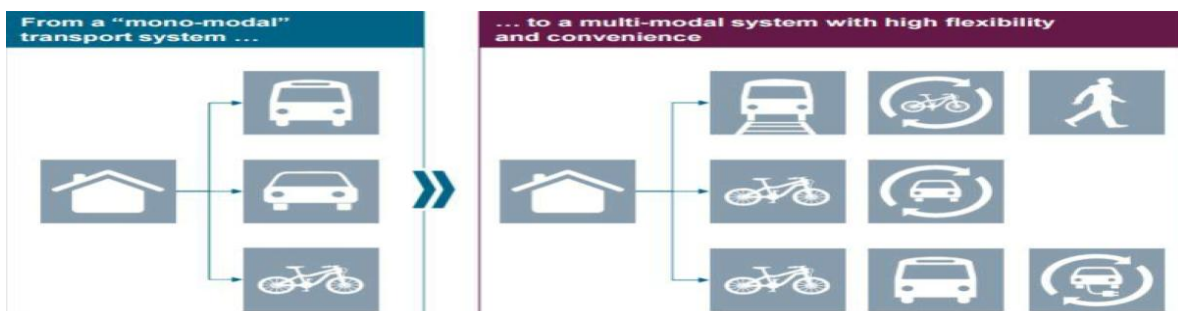 From a “mono-modal”
transport system ...
... to a multi-modal system with high flexibility
and convenience